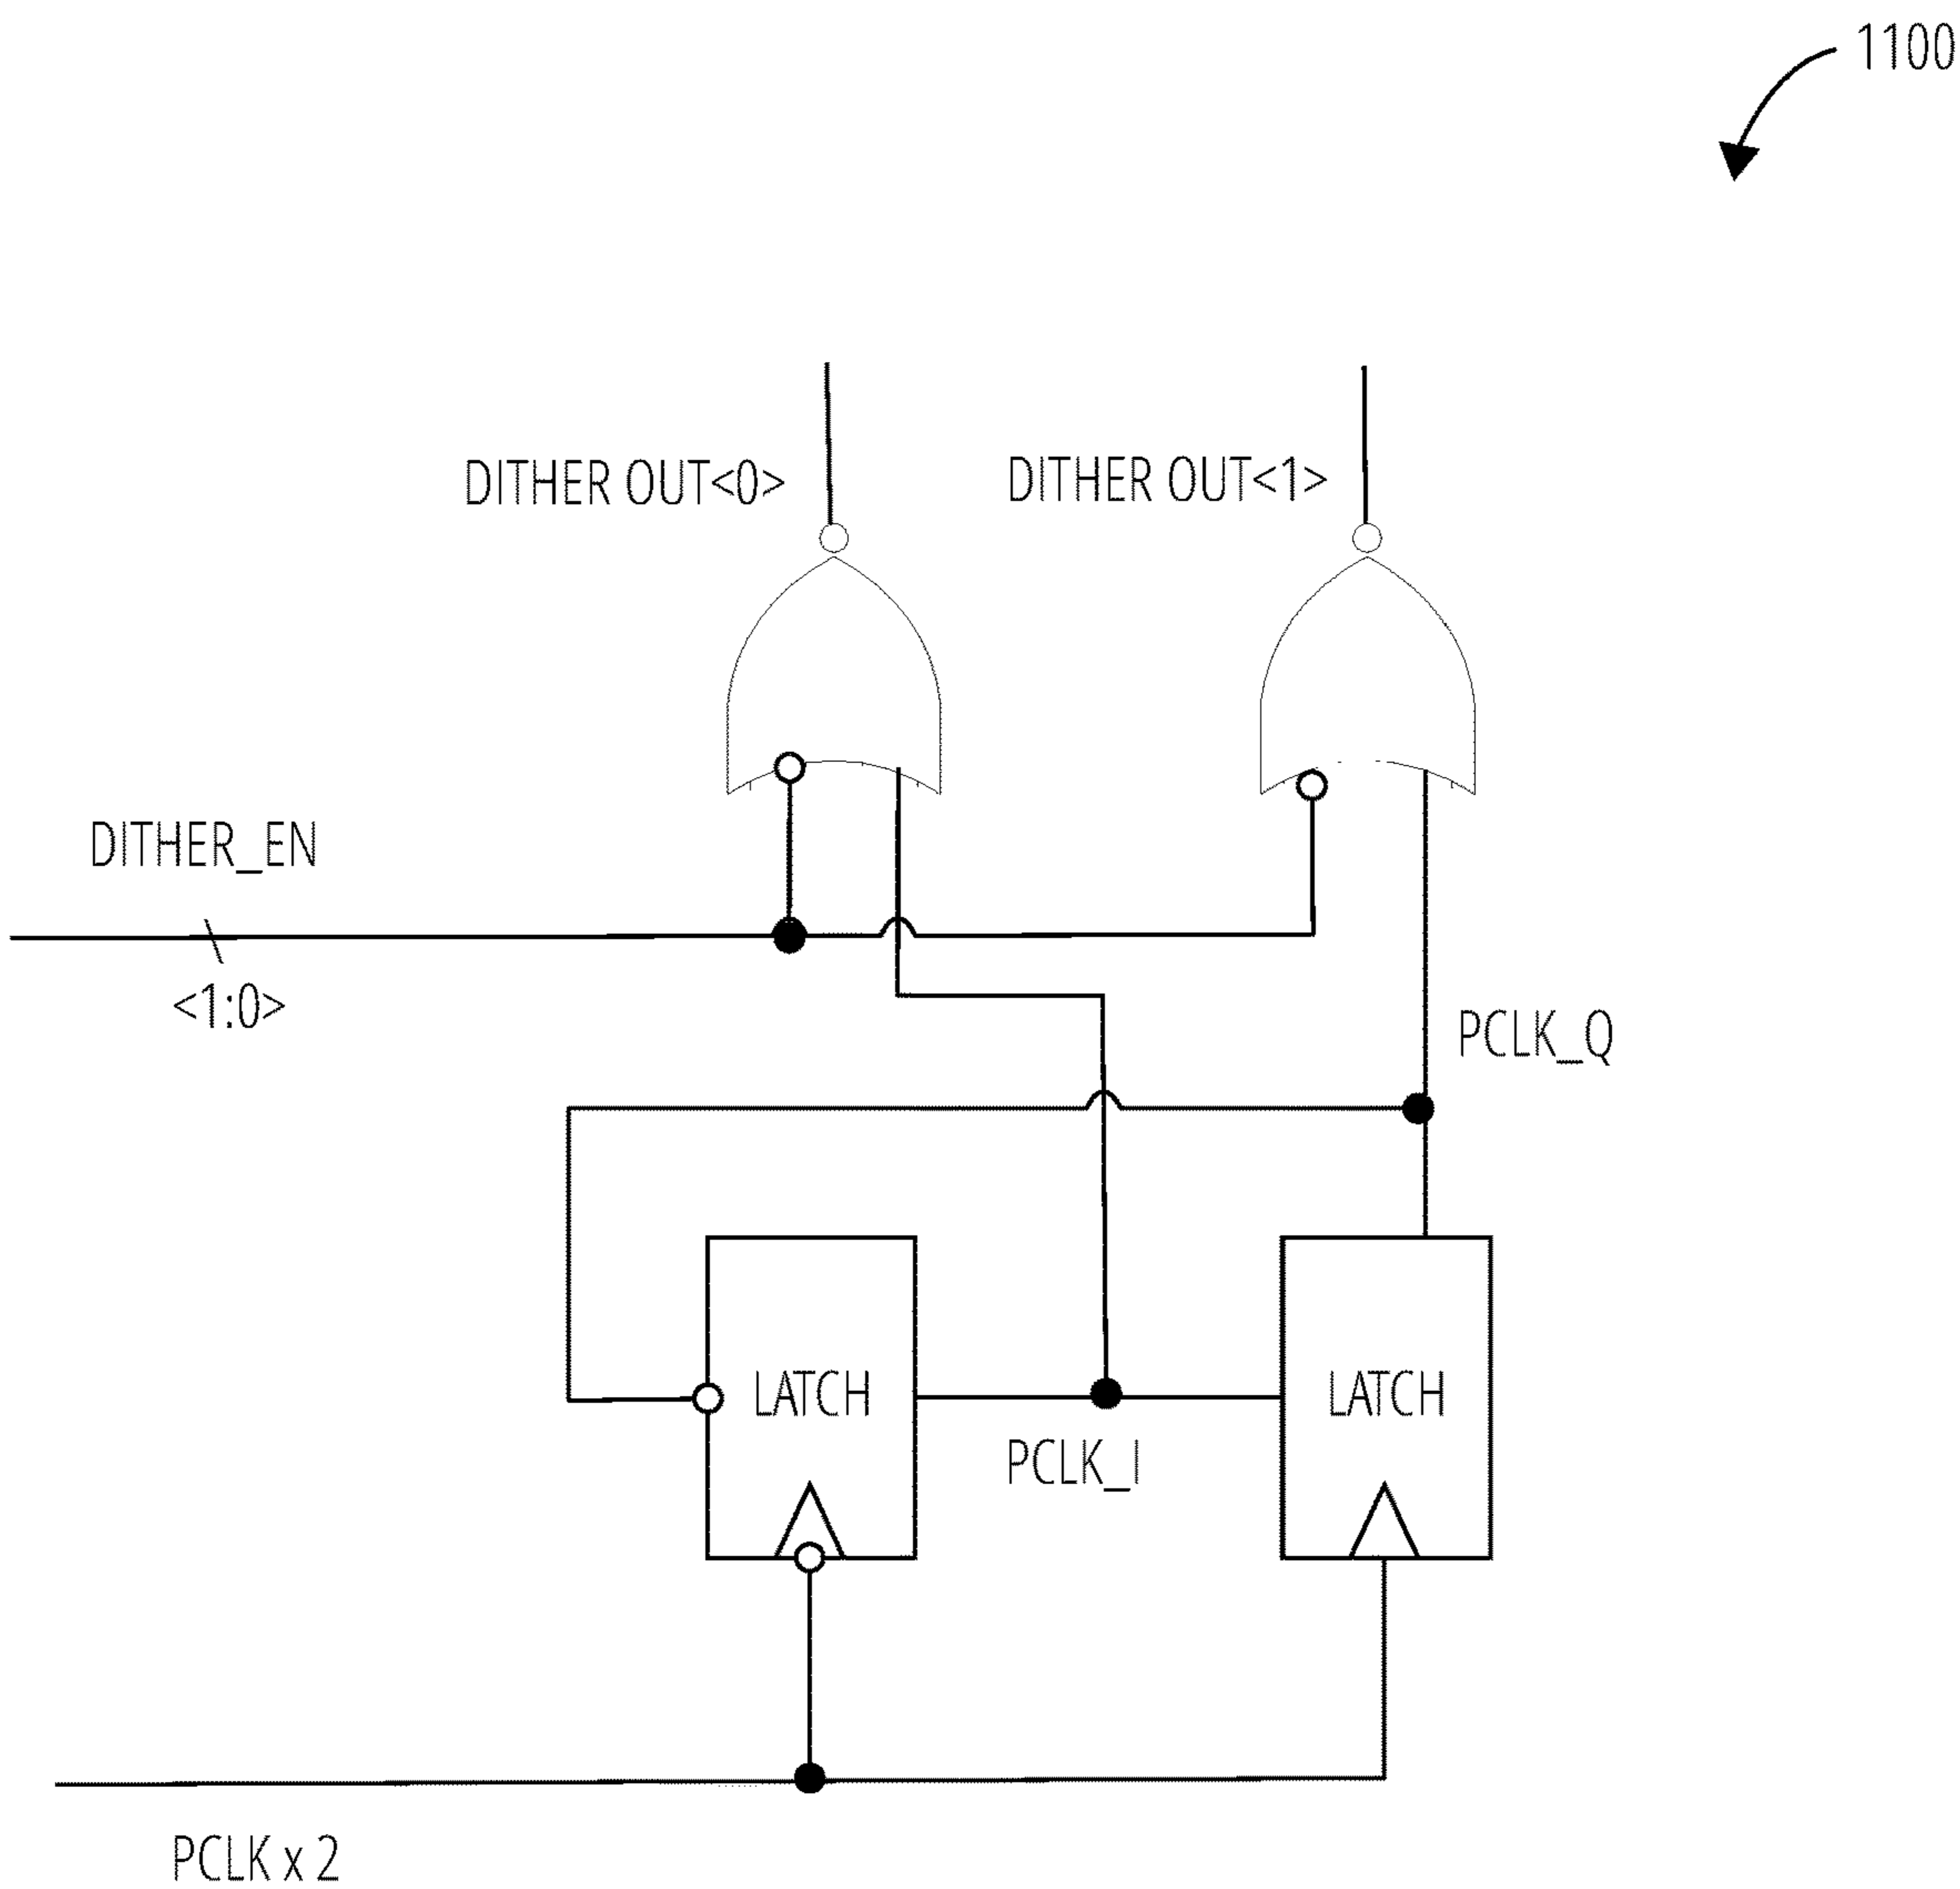 1100
DITHER OUT<0>
DITHER OUT<1>
DITHER_EN
<1:0>
PCLK_Q
LATCH
LATCH
PCLK_I
PCLK x 2